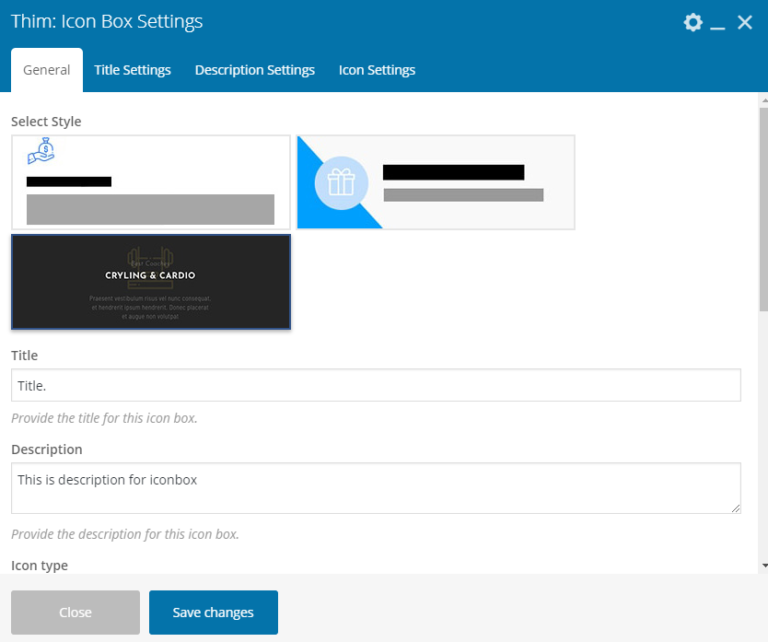 Thim: Icon Box Settings
General
Title Settings
Description Settings
Icon Settings
Select Style
CRYLING & CARDIO
Praesent vestibulum risus vel nunc consequat,
et hendrerit ipsum hendrerit. Donec placerat
et augue non volutpat
Title
Title.
Provide the title for this icon box.
Description
This is description for iconbox
Provide the description for this icon box.
Icon type
Close
Save changes